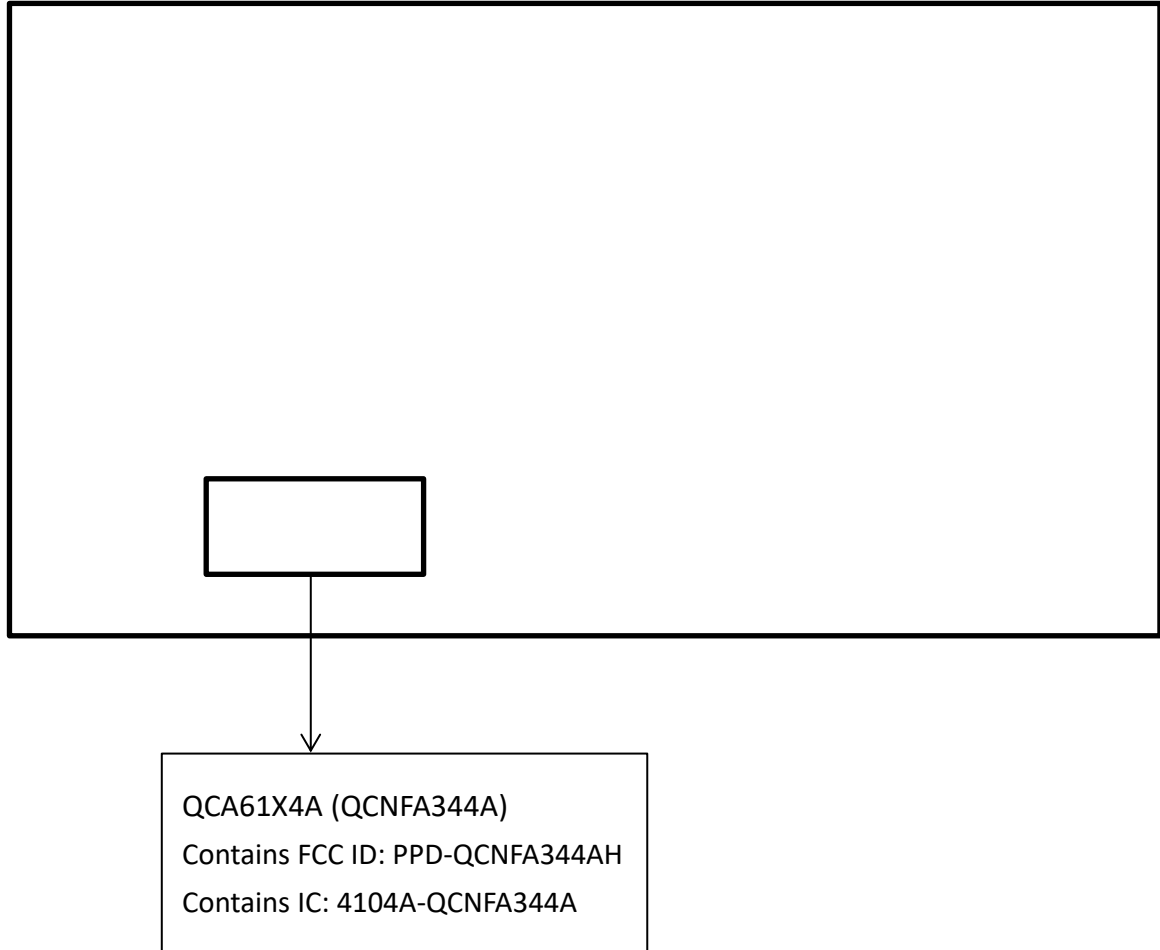 QCA61X4A (QCNFA344A)
Contains FCC ID: PPD-QCNFA344AH
Contains IC: 4104A-QCNFA344A